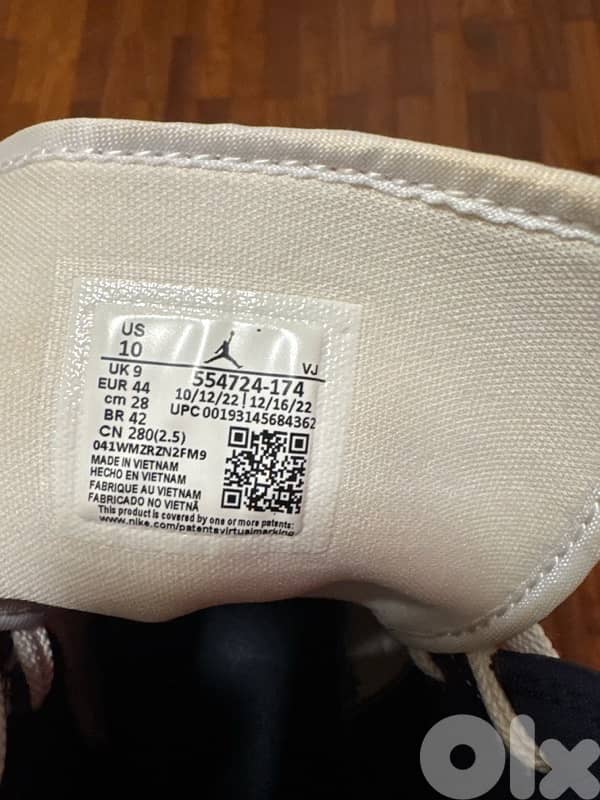 US
10
VJ
UK 9
554724-174
EUR 44
10/12/22 | 12/16/22
cm 28
UPC 00193145684362
BR 42
CN 280(2.5)
041WMZRZN2FM9
MADE IN VIETNAM
HECHO EN VIETNAM
FABRIQUE AU VIETNAM
FABRICADO NO VIETNÃ
This product is covered by one or more patents:
www.nike.com/patentsvirtualmarking
Olx